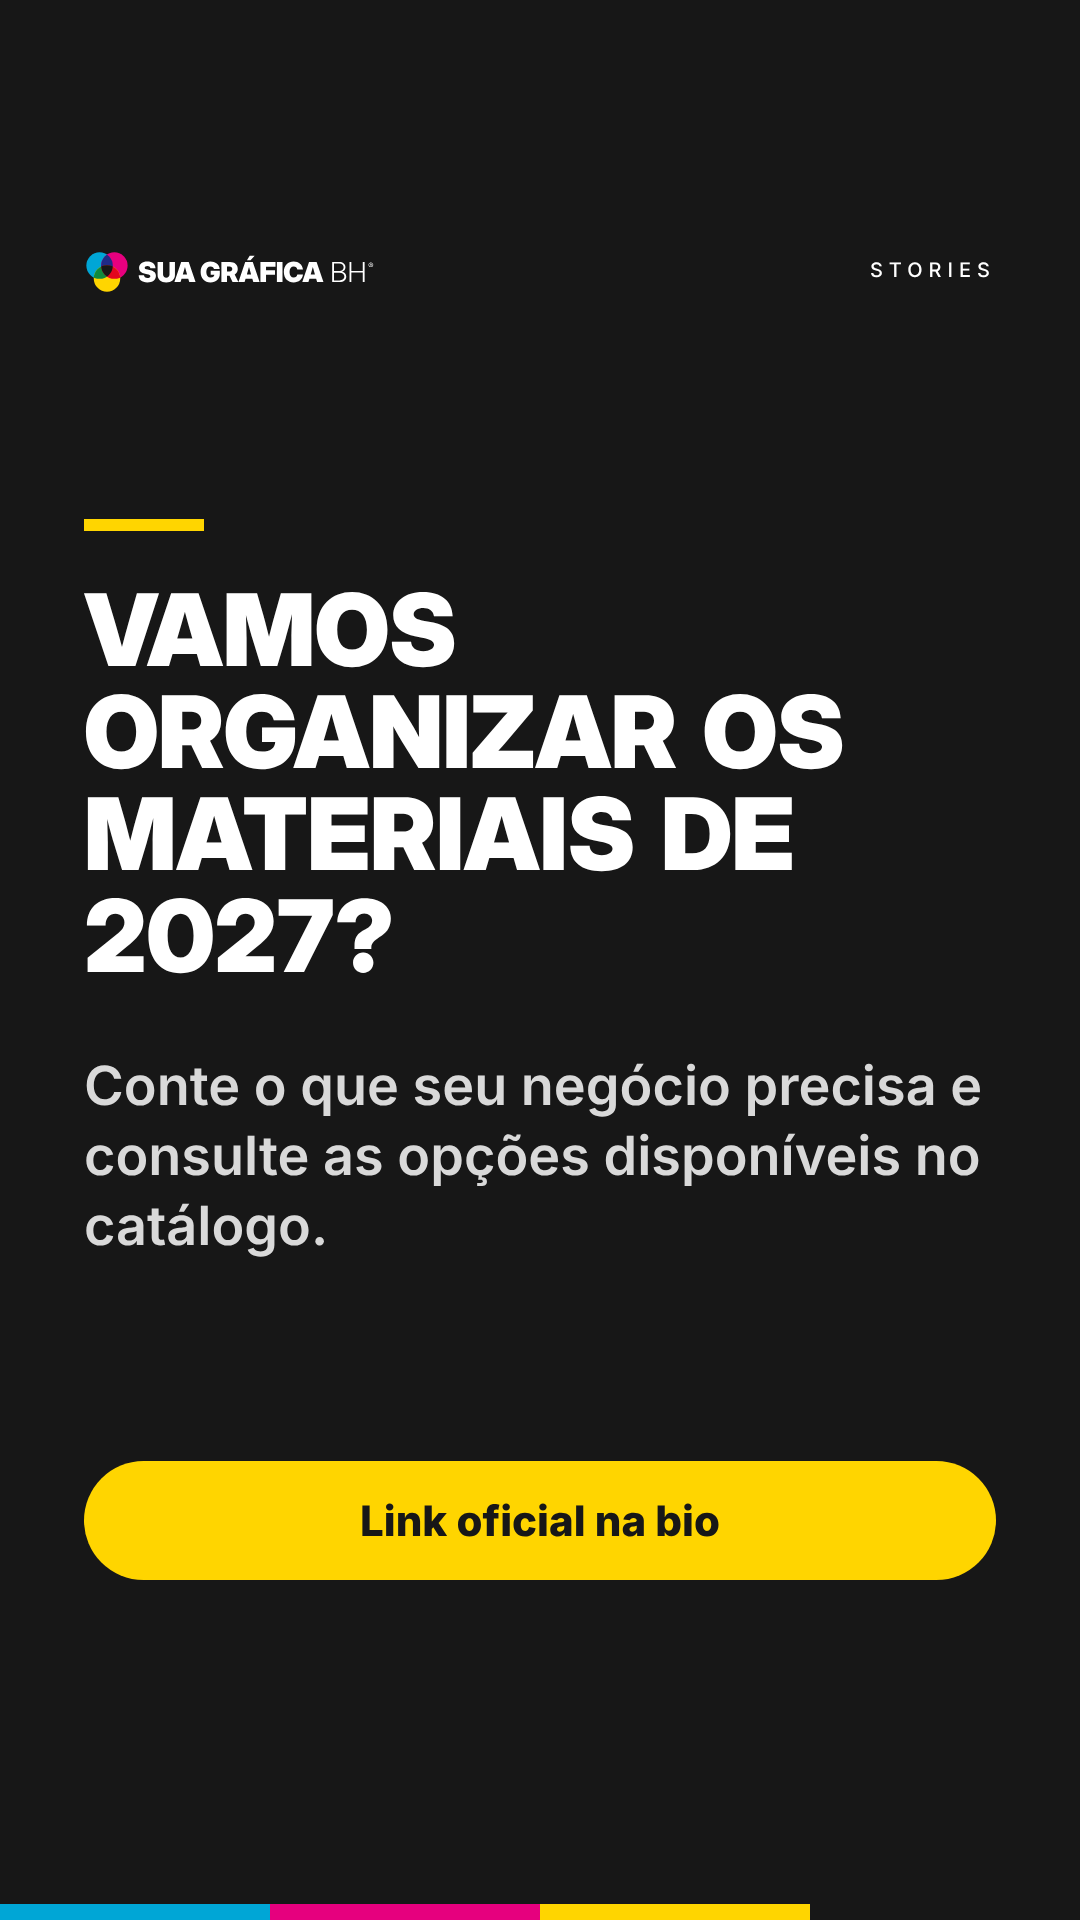 SUA GRÁFICA BH®
STORIES
VAMOS
ORGANIZAR OS
MATERIAIS DE
2027?
Conte o que seu negócio precisa e
consulte as opções disponíveis no
catálogo.
Link oficial na bio